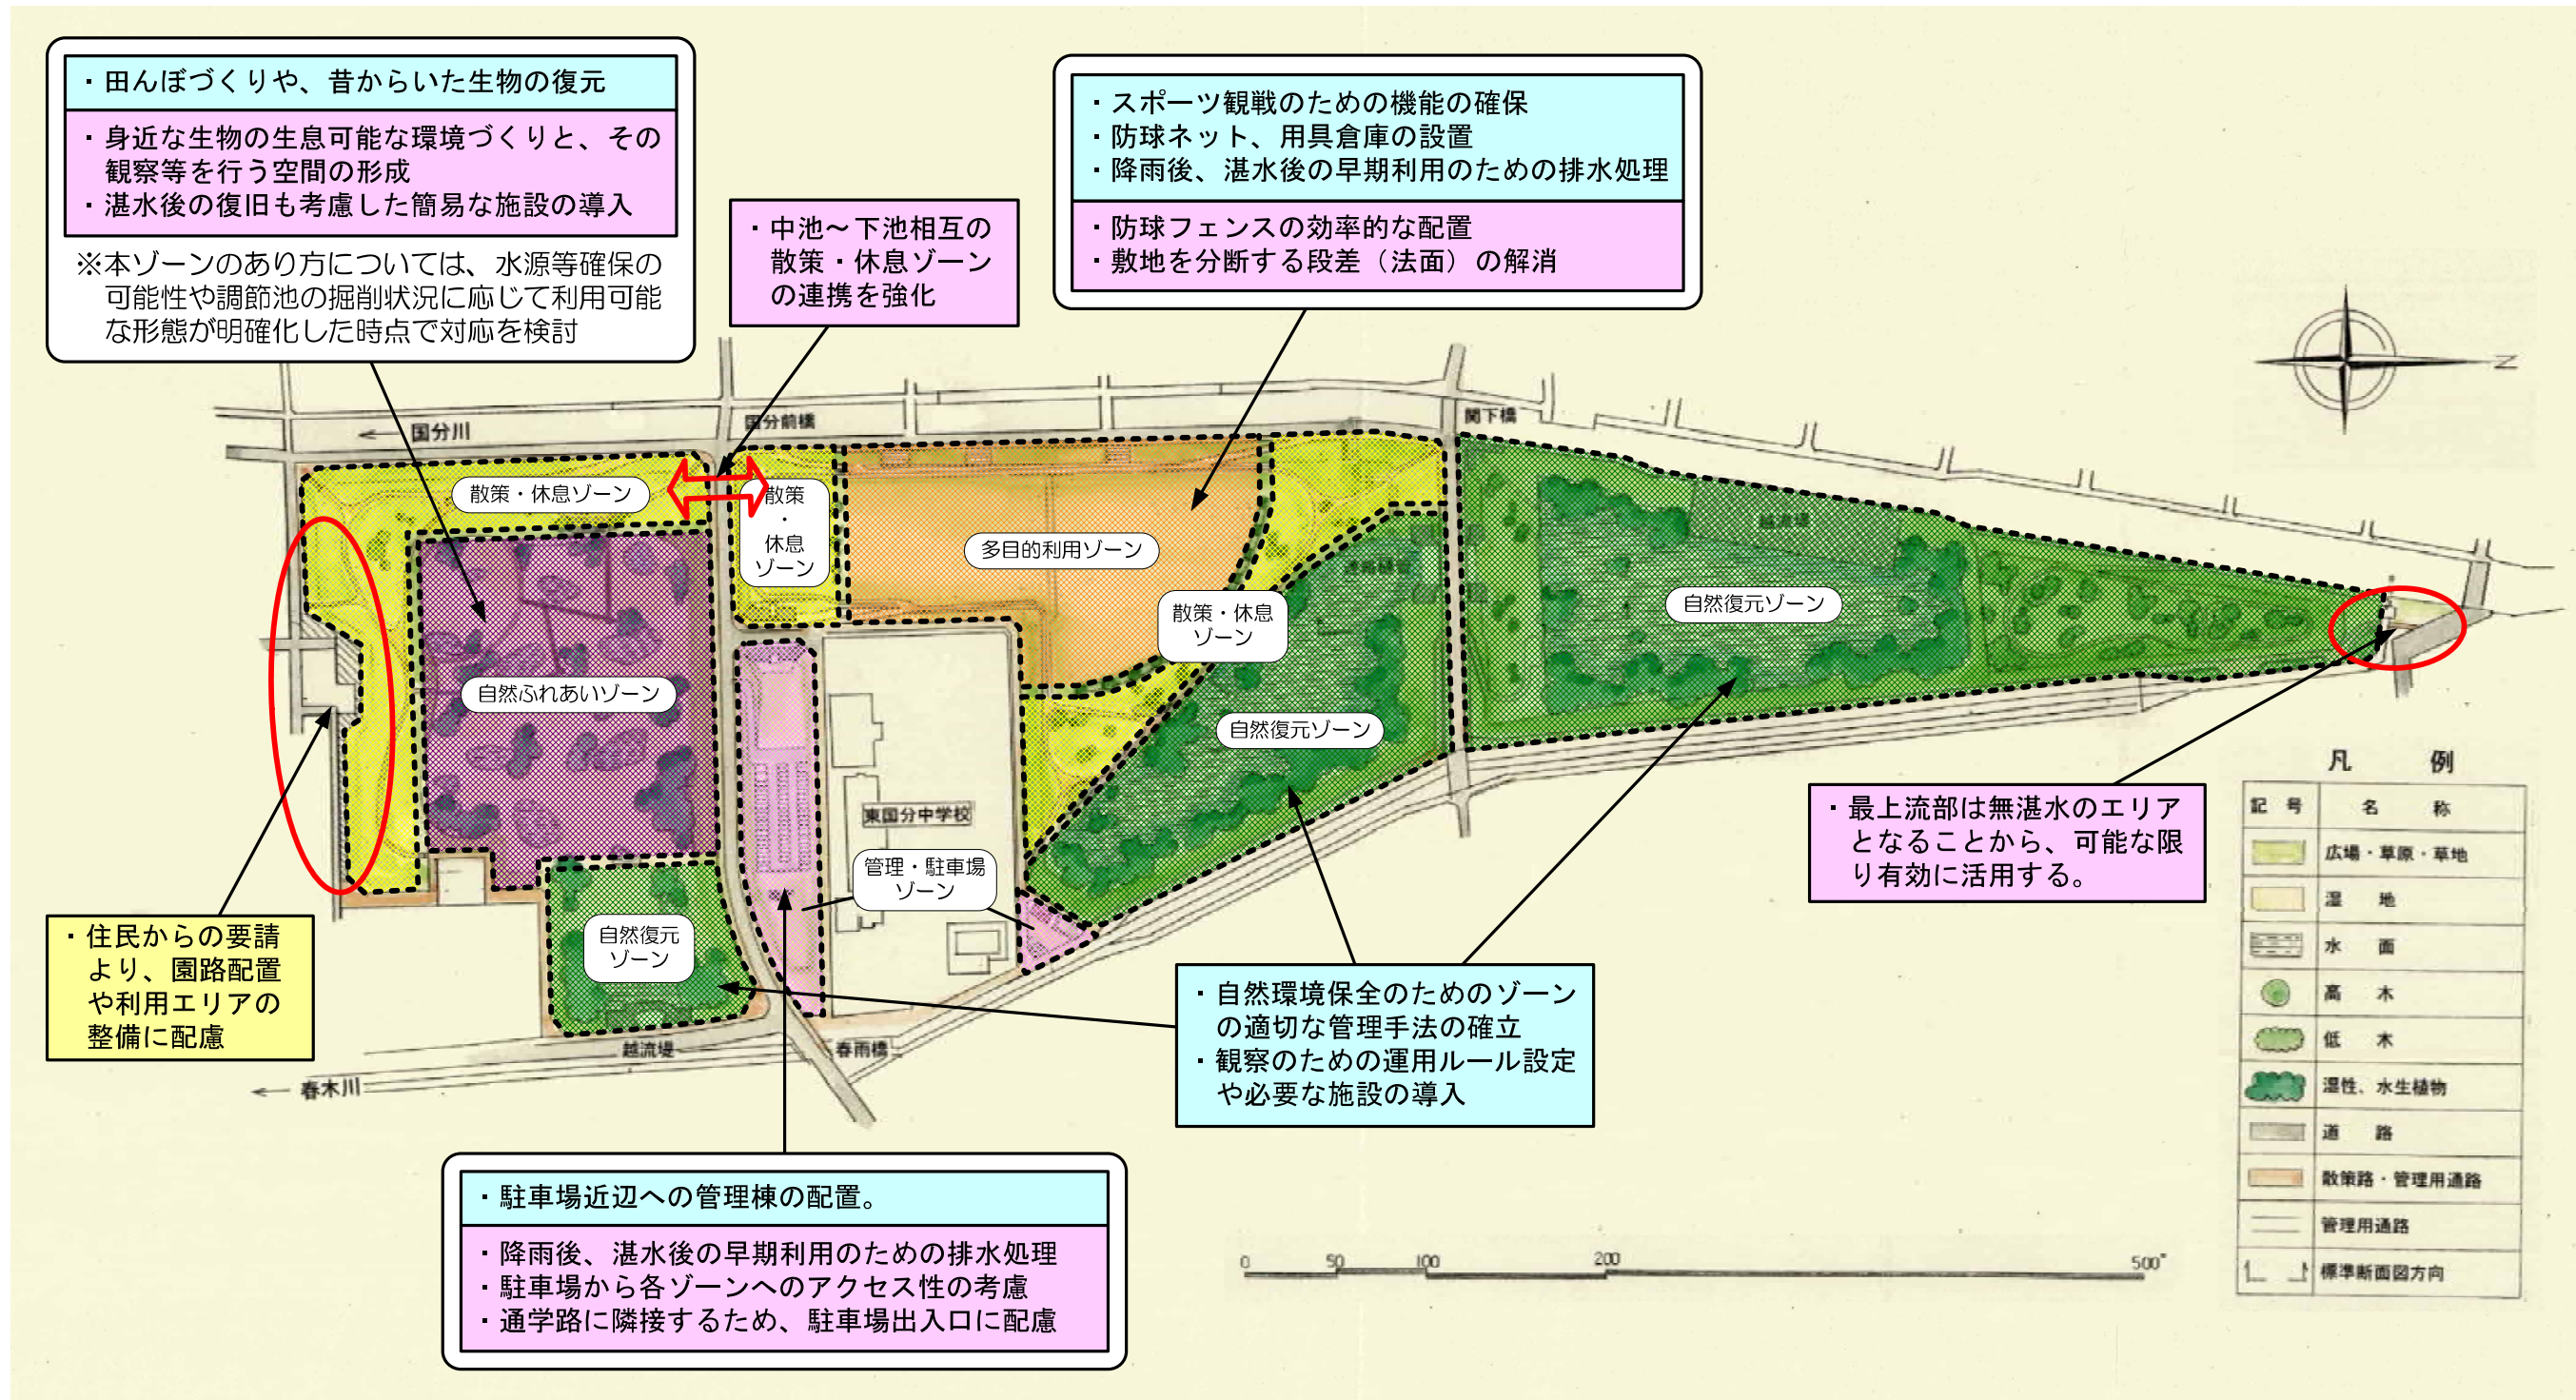 ・田んぼづくりや、昔からいた生物の復元
・身近な生物の生息可能な環境づくりと、その
観察等を行う空間の形成
・湛水後の復旧も考慮した簡易な施設の導入
※本ゾーンのあり方については、水源等確保の
可能性や調節池の掘削状況に応じて利用可能
な形態が明確化した時点で対応を検討
・中池～下池相互の
散策・休息ゾーン
の連携を強化
・スポーツ観戦のための機能の確保
・防球ネット、用具倉庫の設置
・降雨後、湛水後の早期利用のための排水処理
・防球フェンスの効率的な配置
・敷地を分断する段差（法面）の解消
N
国分川
国分前橋
関下橋
散策・休息ゾーン
散策
・
休息
ゾーン
多目的利用ゾーン
散策・休息
ゾーン
越流堤
自然復元ゾーン
自然ふれあいゾーン
自然復元ゾーン
東国分中学校
管理・駐車場
ゾーン
自然復元
ゾーン
越流堤
春雨橋
春木川
・住民からの要請
より、園路配置
や利用エリアの
整備に配慮
・最上流部は無湛水のエリア
となることから、可能な限
り有効に活用する。
・自然環境保全のためのゾーン
の適切な管理手法の確立
・観察のための運用ルール設定
や必要な施設の導入
・駐車場近辺への管理棟の配置。
・降雨後、湛水後の早期利用のための排水処理
・駐車場から各ゾーンへのアクセス性の考慮
・通学路に隣接するため、駐車場出入口に配慮
0 50 100 200 500m
凡 例
記 号 名 称
広場・草原・草地
湿 地
水 面
高 木
低 木
湿性、水生植物
道 路
散策路・管理用通路
管理用通路
標準断面図方向